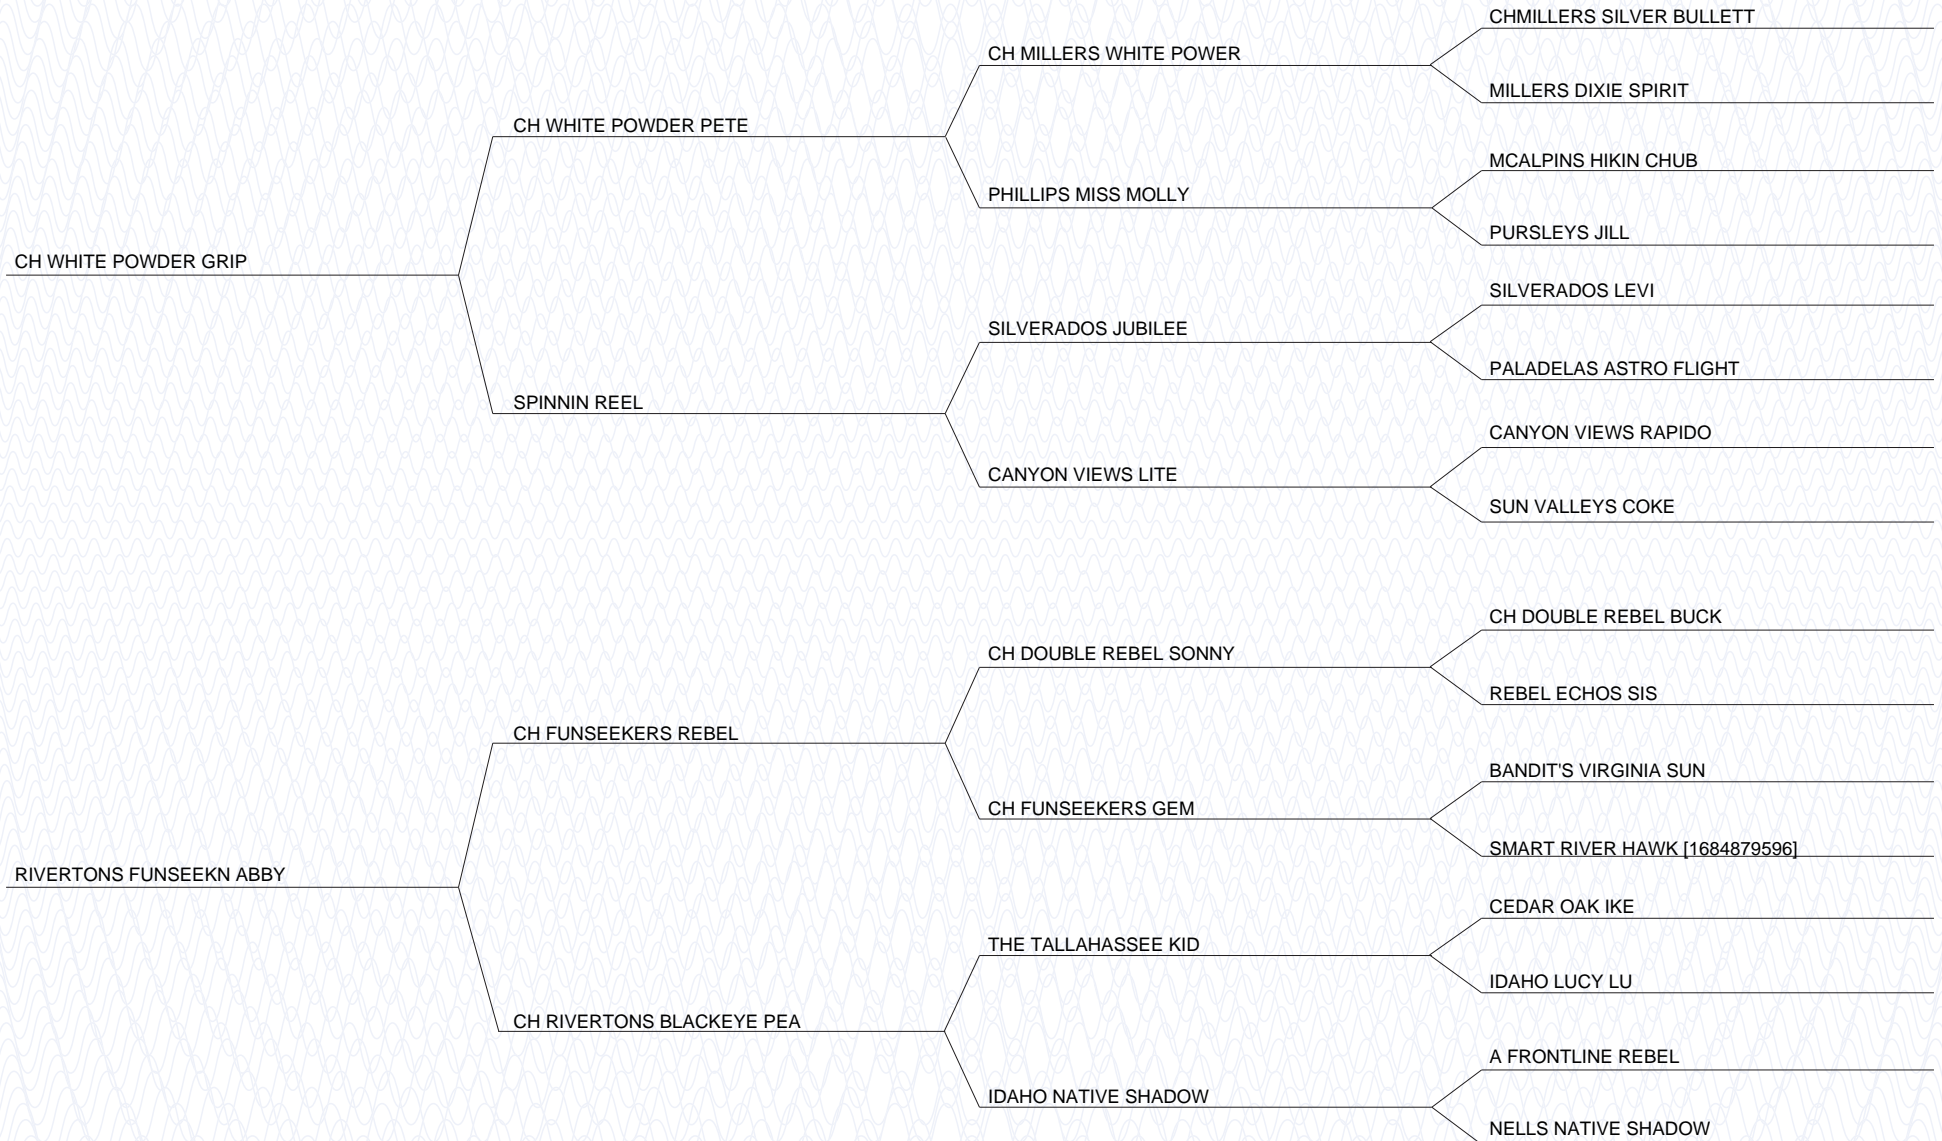 CHMILLERS SILVER BULLETT
CH MILLERS WHITE POWER
MILLERS DIXIE SPIRIT
CH WHITE POWDER PETE
MCALPINS HIKIN CHUB
PHILLIPS MISS MOLLY
PURSLEYS JILL
CH WHITE POWDER GRIP
SILVERADOS LEVI
SILVERADOS JUBILEE
PALADELAS ASTRO FLIGHT
SPINNIN REEL
CANYON VIEWS RAPIDO
CANYON VIEWS LITE
SUN VALLEYS COKE
CH DOUBLE REBEL BUCK
CH DOUBLE REBEL SONNY
REBEL ECHOS SIS
CH FUNSEEKERS REBEL
BANDIT'S VIRGINIA SUN
CH FUNSEEKERS GEM
SMART RIVER HAWK [1684879596]
RIVERTONS FUNSEEKN ABBY
CEDAR OAK IKE
THE TALLAHASSEE KID
IDAHO LUCY LU
CH RIVERTONS BLACKEYE PEA
A FRONTLINE REBEL
IDAHO NATIVE SHADOW
NELLS NATIVE SHADOW